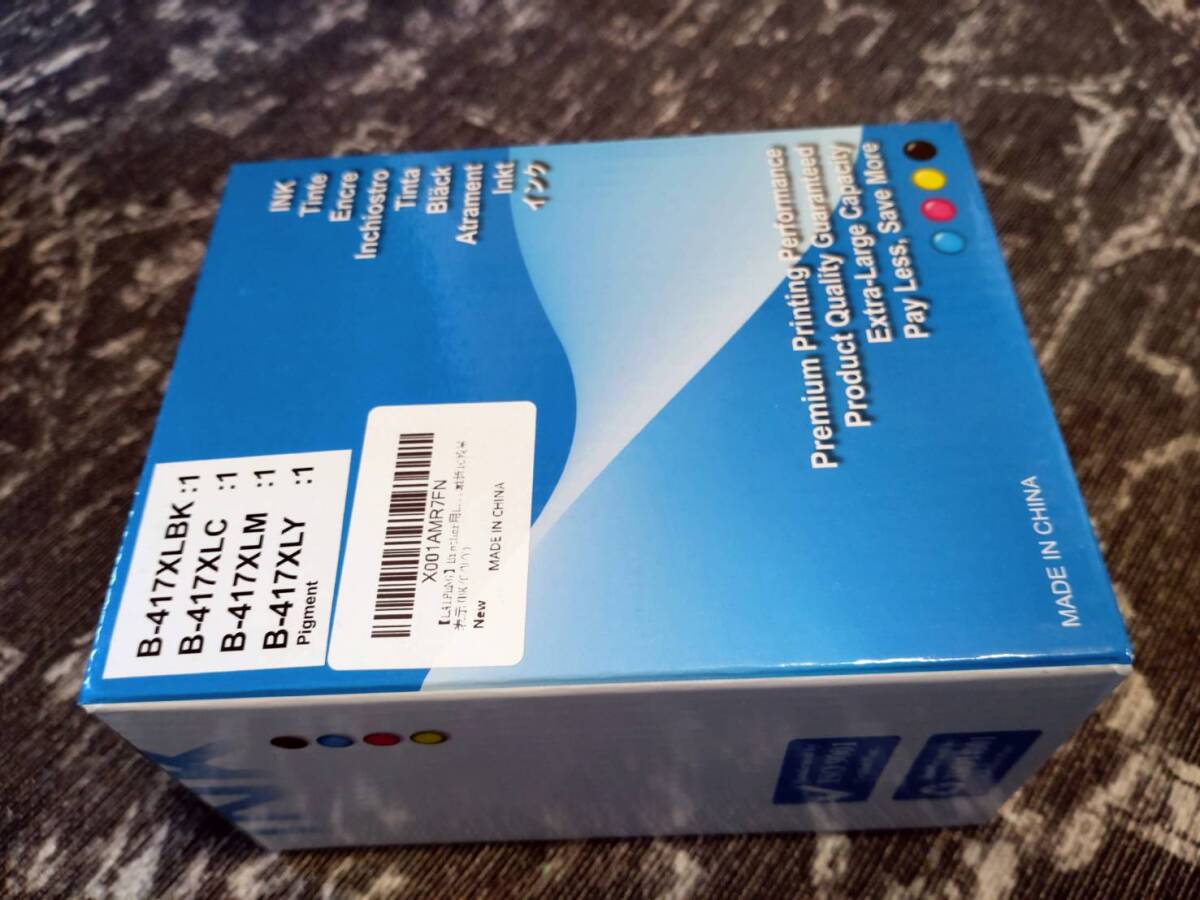 INK
Tinte
Encre
Inchiostro
Tinta
Bläck
Atrament
Inkt
インク
Premium Printing Performance
Product Quality Guaranteed
Extra-Large Capacity
Pay Less, Save More
B-417XLBK :1
B-417XLC :1
B-417XLM :1
B-417XLY :1
Pigment
X001AMR7FN
New
MADE IN CHINA
MADE IN CHINA
INK